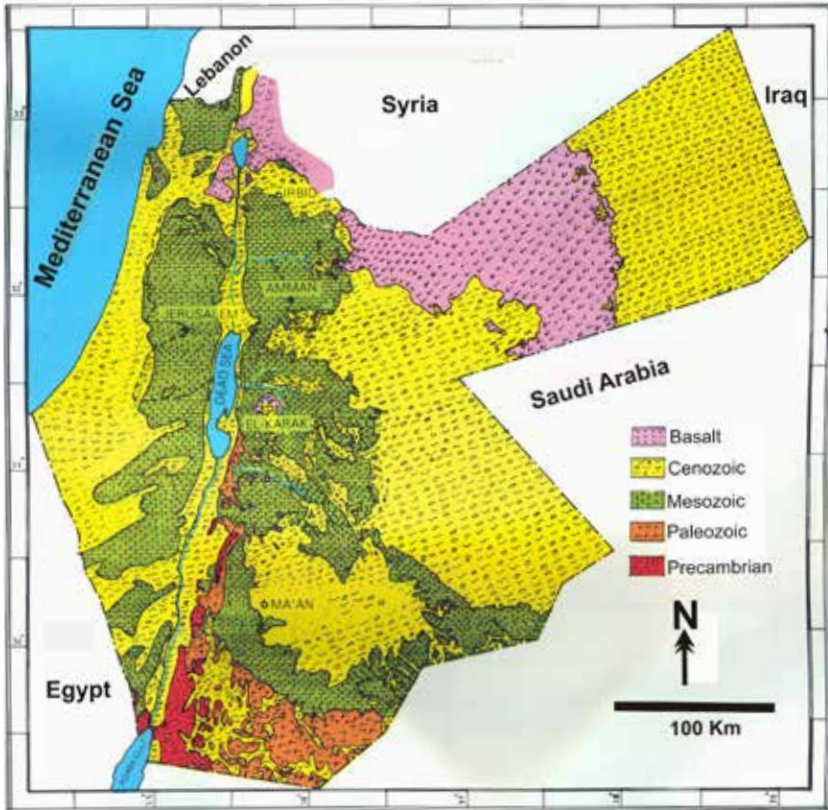 Lebanon
Mediterranean Sea
Syria
Iraq
IRBID
AMMAN
JERUSALEM
DEAD SEA
EL KARAK
Saudi Arabia
Basalt
Cenozoic
Mesozoic
Paleozoic
Precambrian
MA'AN
N
Egypt
100 Km